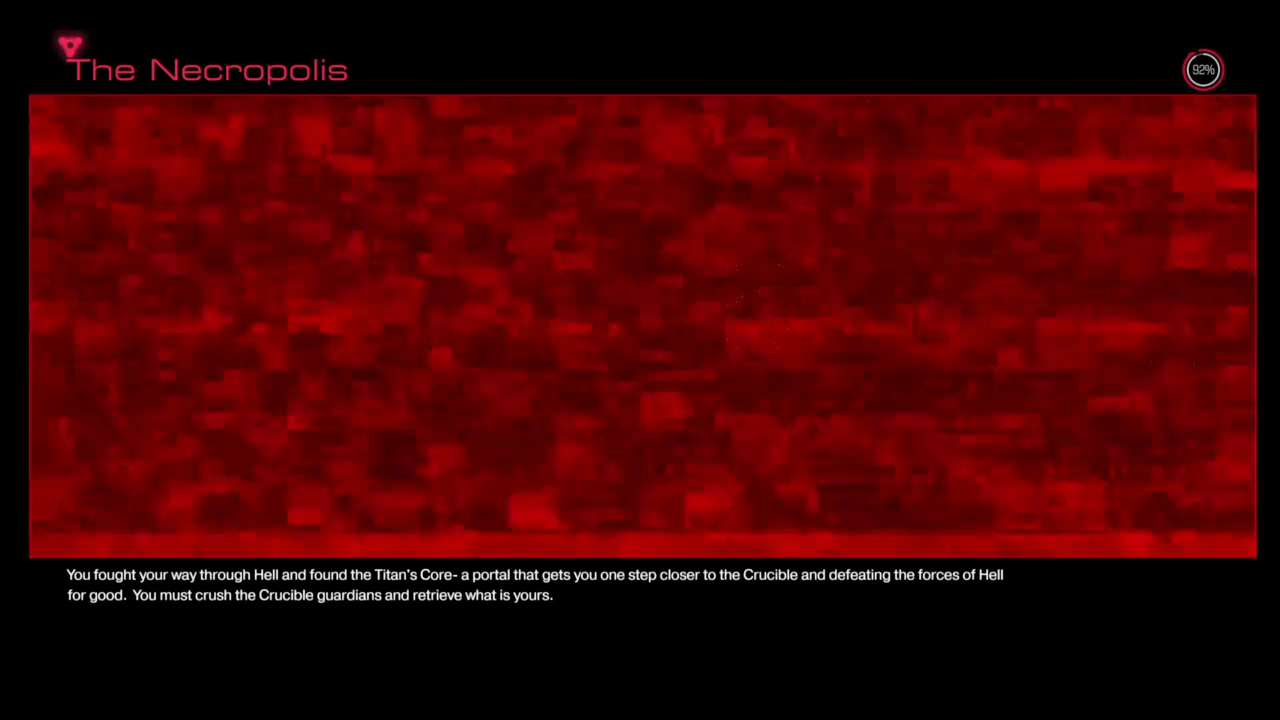 The Necropolis
92%
You fought your way through Hell and found the Titan's Core- a portal that gets you one step closer to the Crucible and defeating the forces of Hell
for good.  You must crush the Crucible guardians and retrieve what is yours.